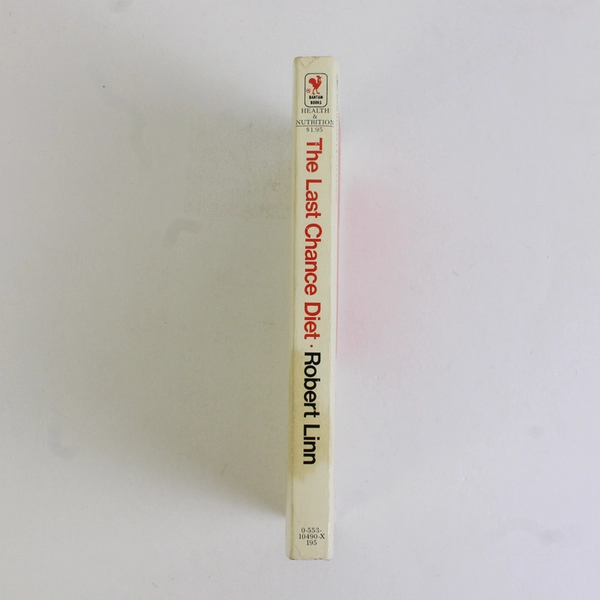 BANTAM
BOOKS
HEALTH
&
NUTRITION
$1.95
The Last Chance Diet · Robert Linn
0-553-
10490-X
195